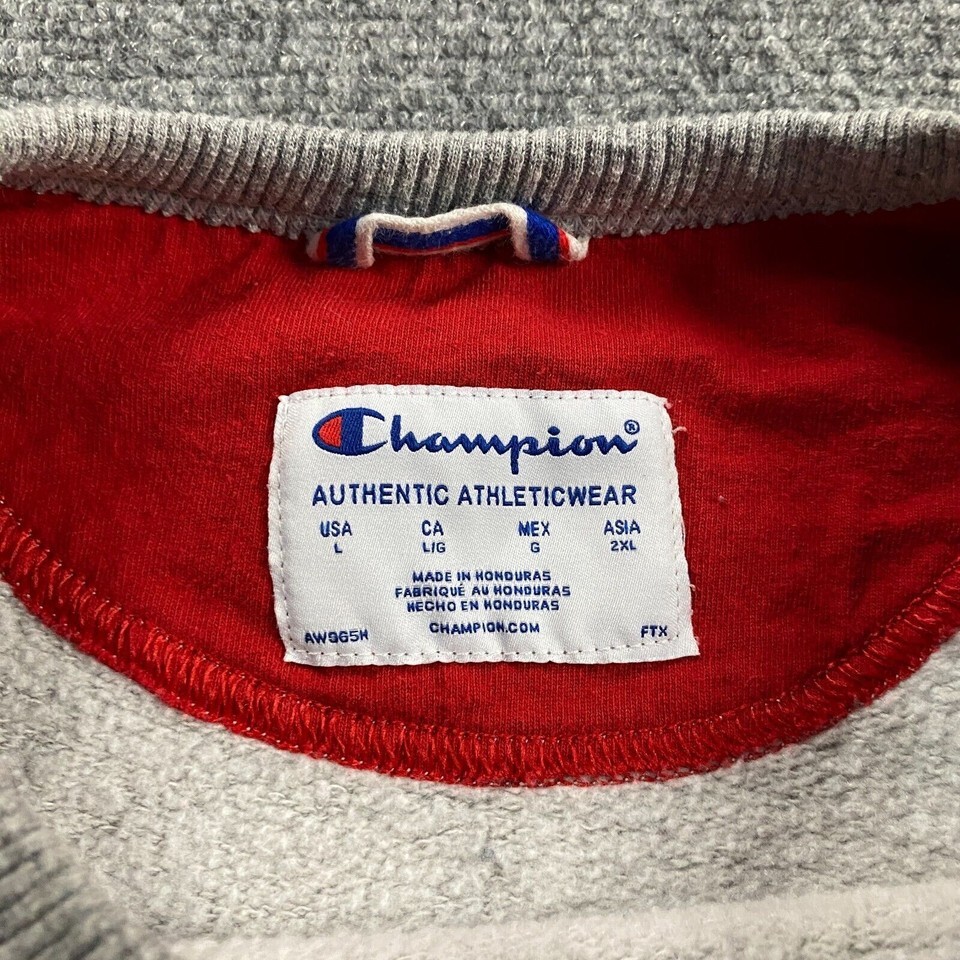 Champion®
AUTHENTIC ATHLETICWEAR
USA CA MEX ASIA
L L/G G 2XL
MADE IN HONDURAS
FABRIQUÉ AU HONDURAS
HECHO EN HONDURAS
AW965H CHAMPION.COM FTX